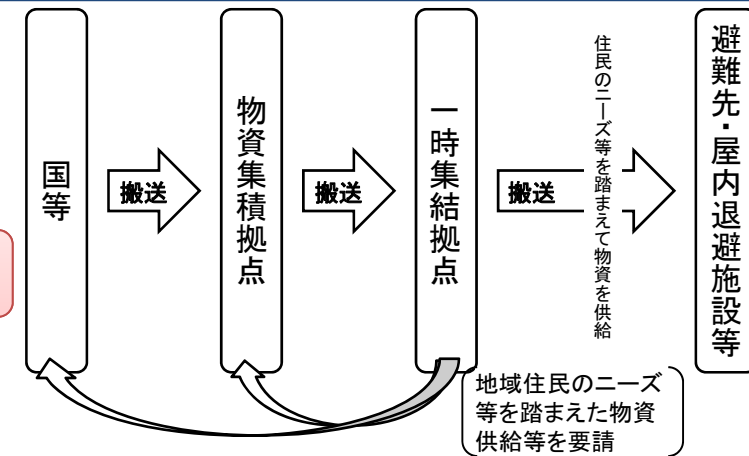 国等
搬送
物資集積拠点
搬送
一時集結拠点
搬送
住民のニーズ等を踏まえて物資を供給
避難先・屋内退避施設等
地域住民のニーズ
等を踏まえた物資
供給等を要請